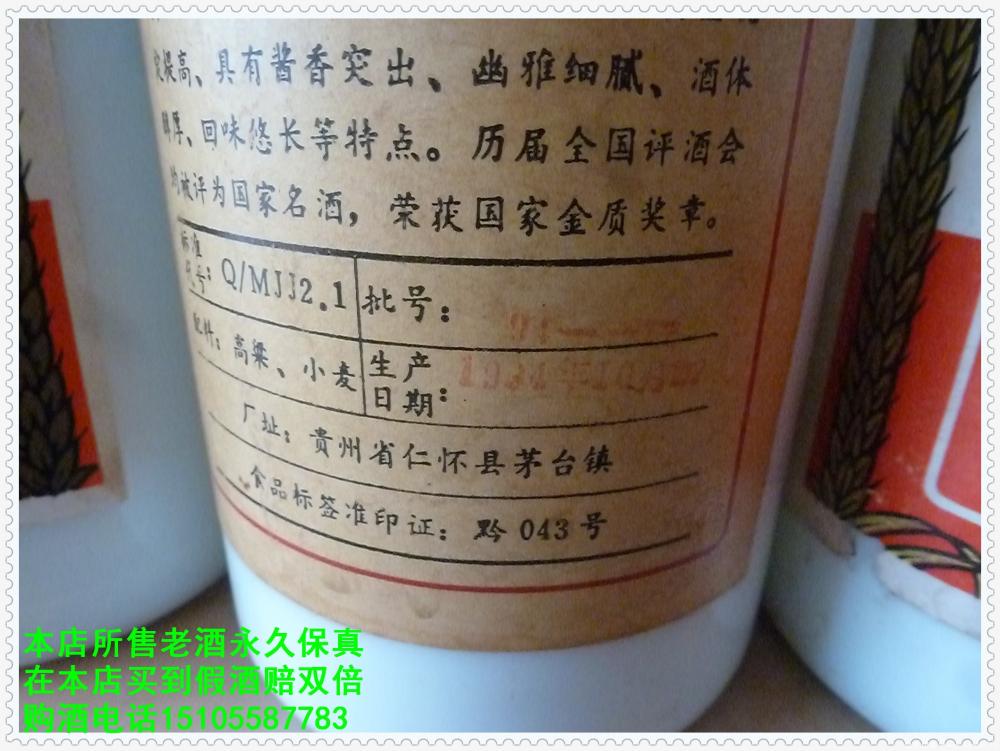 提高、具有酱香突出、幽雅细腻、酒体
醇厚、回味悠长等特点。历届全国评酒会
均被评为国家名酒，荣获国家金质奖章。
标准
代号：Q/MJJ2.1
批号：
配料：高粱、小麦
生产
日期：
厂址：贵州省仁怀县茅台镇
食品标签准印证：黔043号
本店所售老酒永久保真
在本店买到假酒赔双倍
购酒电话15105587783